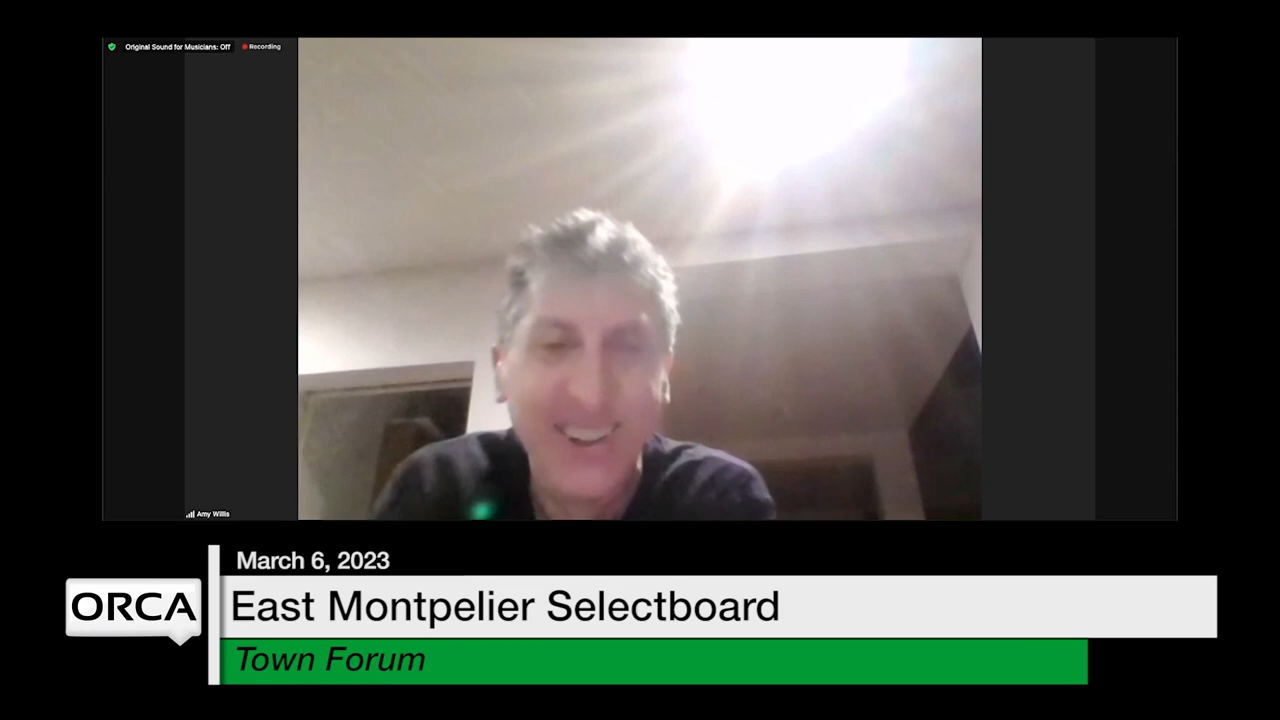 Original Sound for Musicians: Off Recording
Amy Willis
March 6, 2023
ORCA
East Montpelier Selectboard
Town Forum